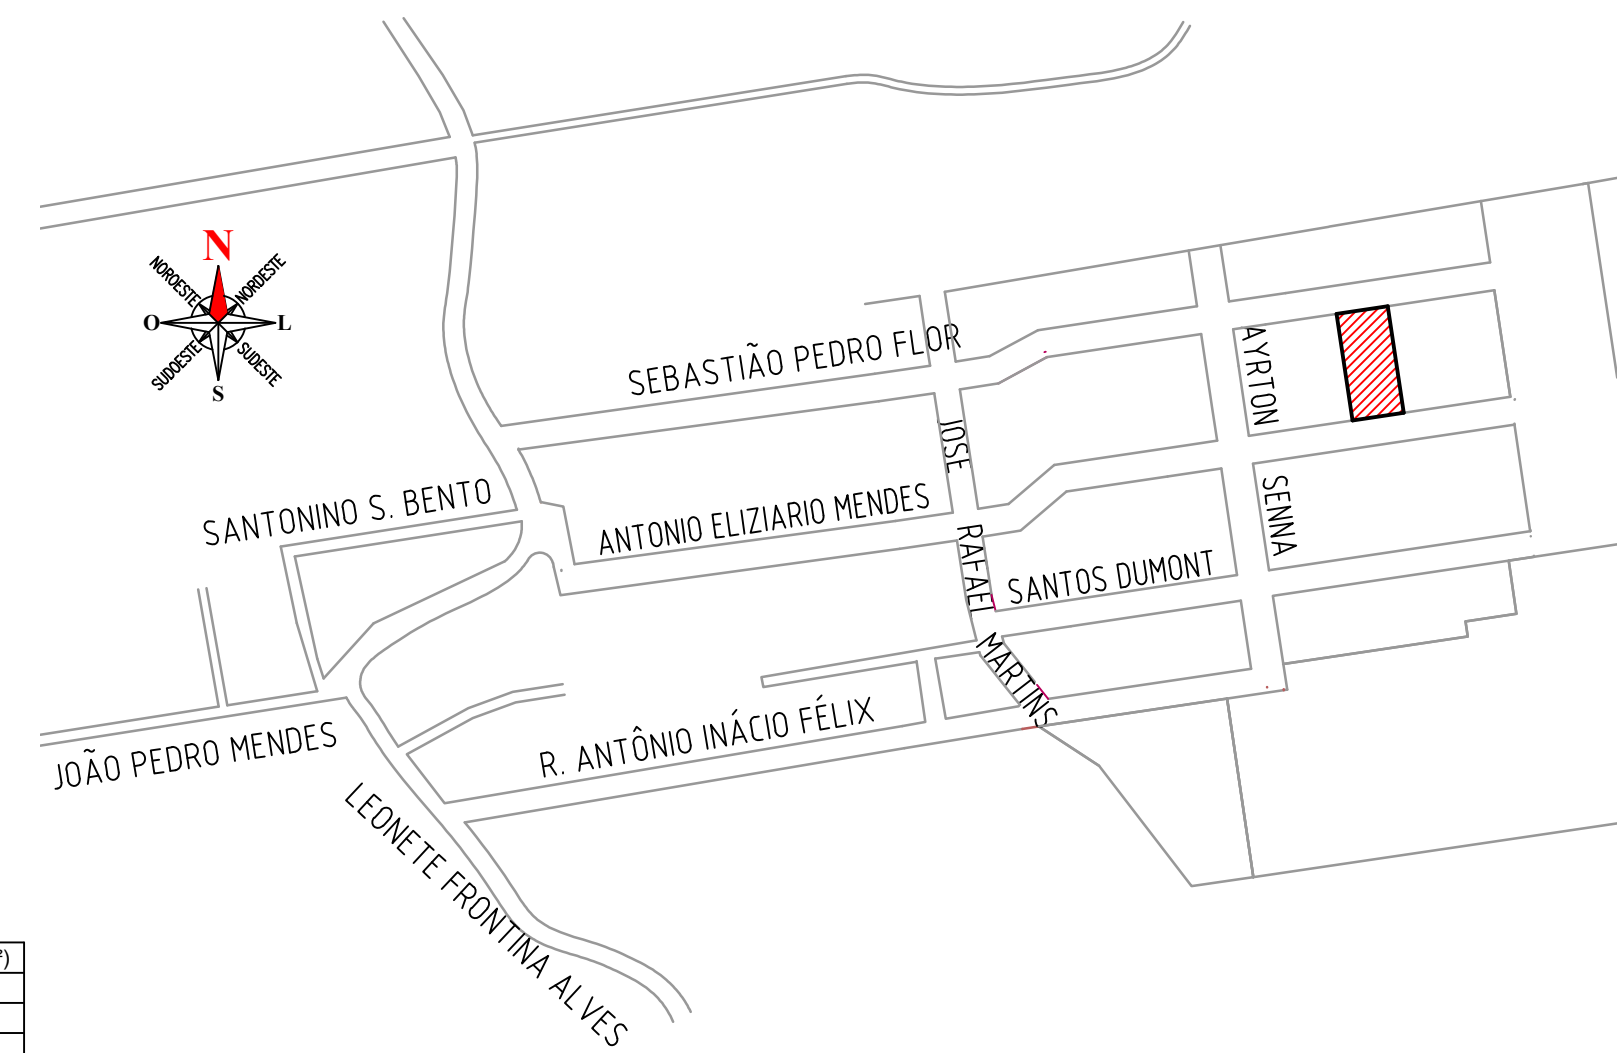 N
NOROESTE
NORDESTE
O
L
SUDOESTE
SUDESTE
S
SEBASTIÃO PEDRO FLOR
AYRTON
SENNA
JOSE
RAFAEL
MARTINS
SANTONINO S. BENTO
ANTONIO ELIZIARIO MENDES
SANTOS DUMONT
R. ANTÔNIO INÁCIO FÉLIX
JOÃO PEDRO MENDES
LEONETE FRONTINA ALVES
²)